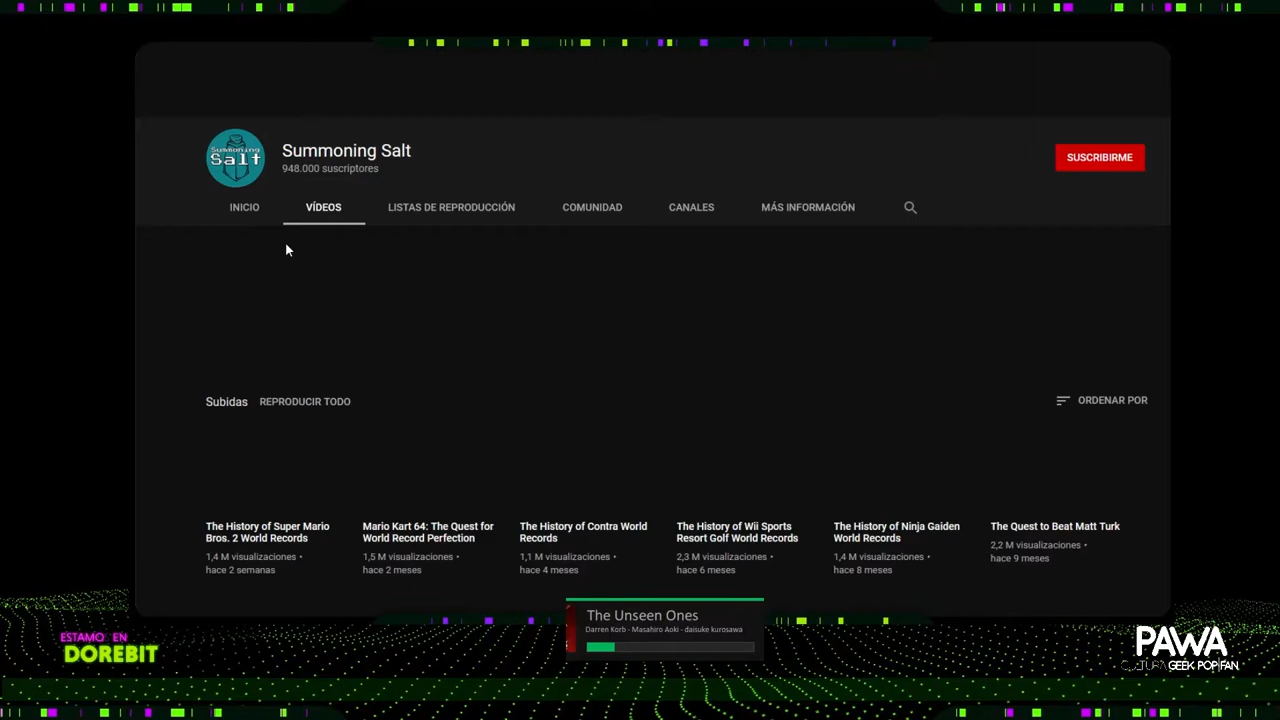 Summoning
Salt
Summoning Salt
948.000 suscriptores
SUSCRIBIRME
INICIO
VÍDEOS
LISTAS DE REPRODUCCIÓN
COMUNIDAD
CANALES
MÁS INFORMACIÓN
Subidas
REPRODUCIR TODO
ORDENAR POR
The History of Super Mario
Bros. 2 World Records
1,4 M visualizaciones •
hace 2 semanas
Mario Kart 64: The Quest for
World Record Perfection
1,5 M visualizaciones •
hace 2 meses
The History of Contra World
Records
1,1 M visualizaciones •
hace 4 meses
The History of Wii Sports
Resort Golf World Records
2,3 M visualizaciones •
hace 6 meses
The History of Ninja Gaiden
World Records
1,4 M visualizaciones •
hace 8 meses
The Quest to Beat Matt Turk
2,2 M visualizaciones •
hace 9 meses
The Unseen Ones
Darren Korb - Masahiro Aoki - daisuke kurosawa
ESTAMO EN
DOREBIT
PAWA
CULTURA GEEK POP FAN